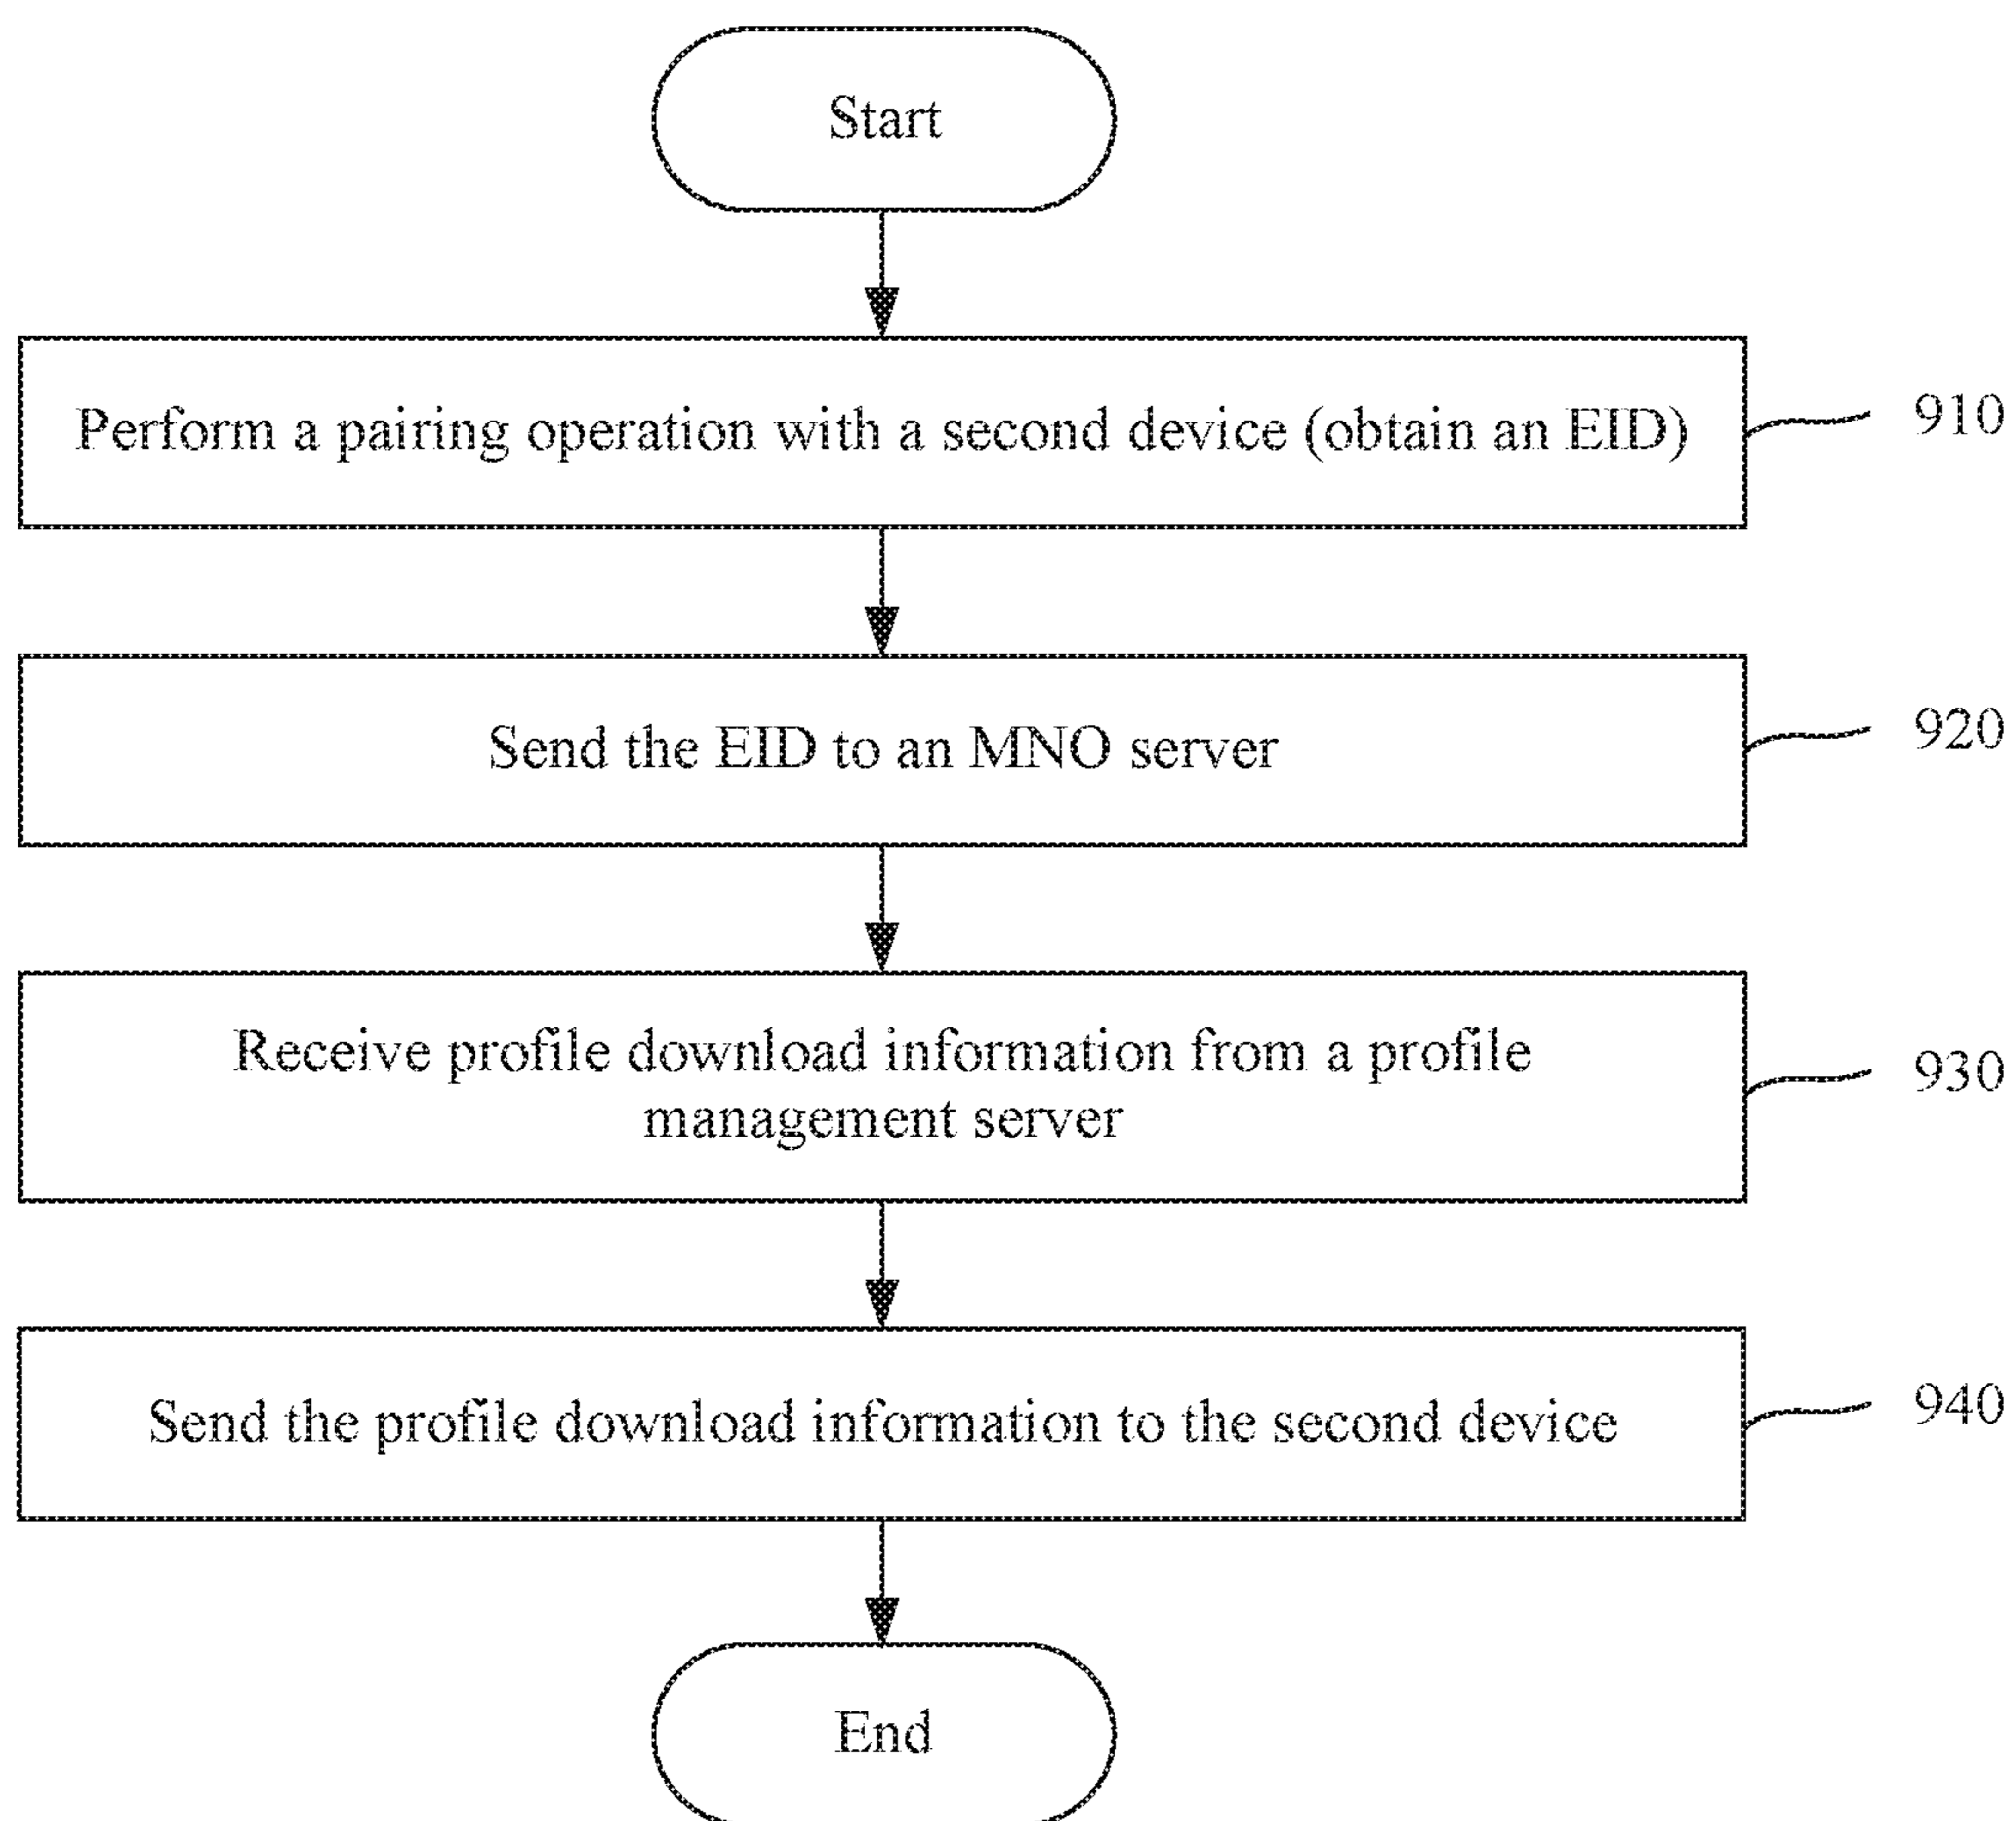 Start
Perform a pairing operation with a second device (obtain an EID)
910
Send the EID to an MNO server
920
Receive profile download information from a profile
management server
930
Send the profile download information to the second device
940
End